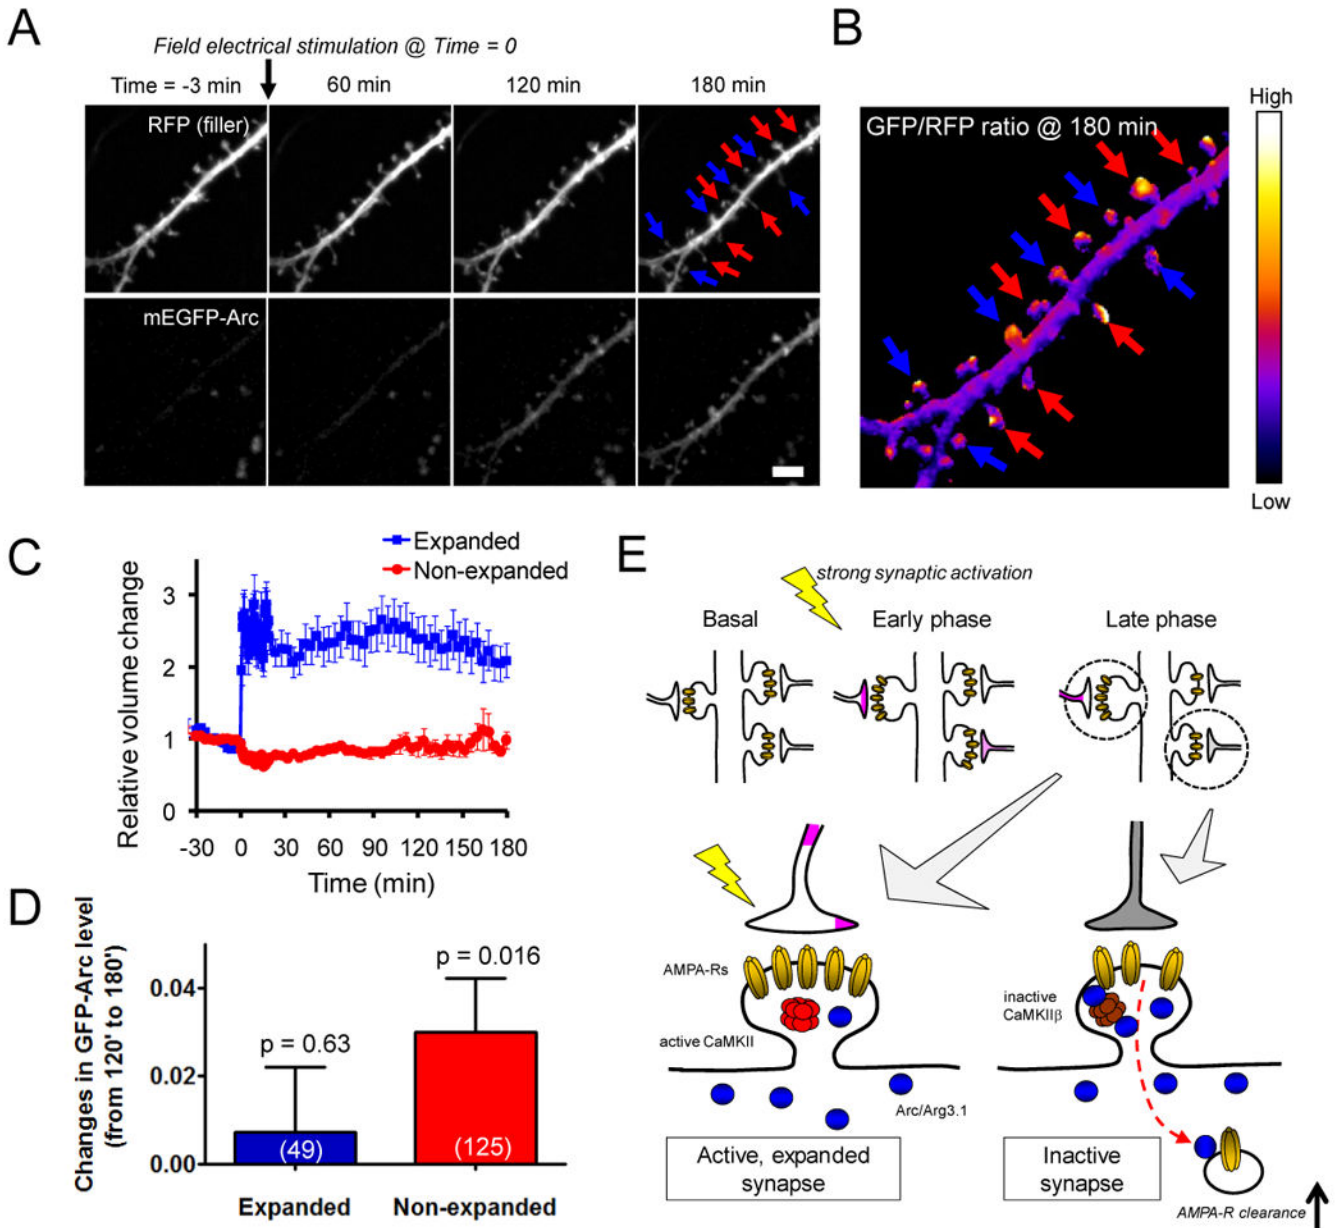 A
Field electrical stimulation @ Time = 0
Time = -3 min
60 min
120 min
180 min
RFP (filler)
mEGFP-Arc
B
GFP/RFP ratio @ 180 min
High
Low
C
Expanded
Non-expanded
Relative volume change
3
2
1
0
-30
0
30
60
90
120
150
180
Time (min)
D
Changes in GFP-Arc level
(from 120' to 180')
0.04
0.02
0.00
p = 0.63
p = 0.016
(49)
(125)
Expanded
Non-expanded
E
strong synaptic activation
Basal
Early phase
Late phase
AMPA-Rs
active CaMKII
Arc/Arg3.1
Active, expanded
synapse
inactive
CaMKIIβ
Inactive
synapse
AMPA-R clearance